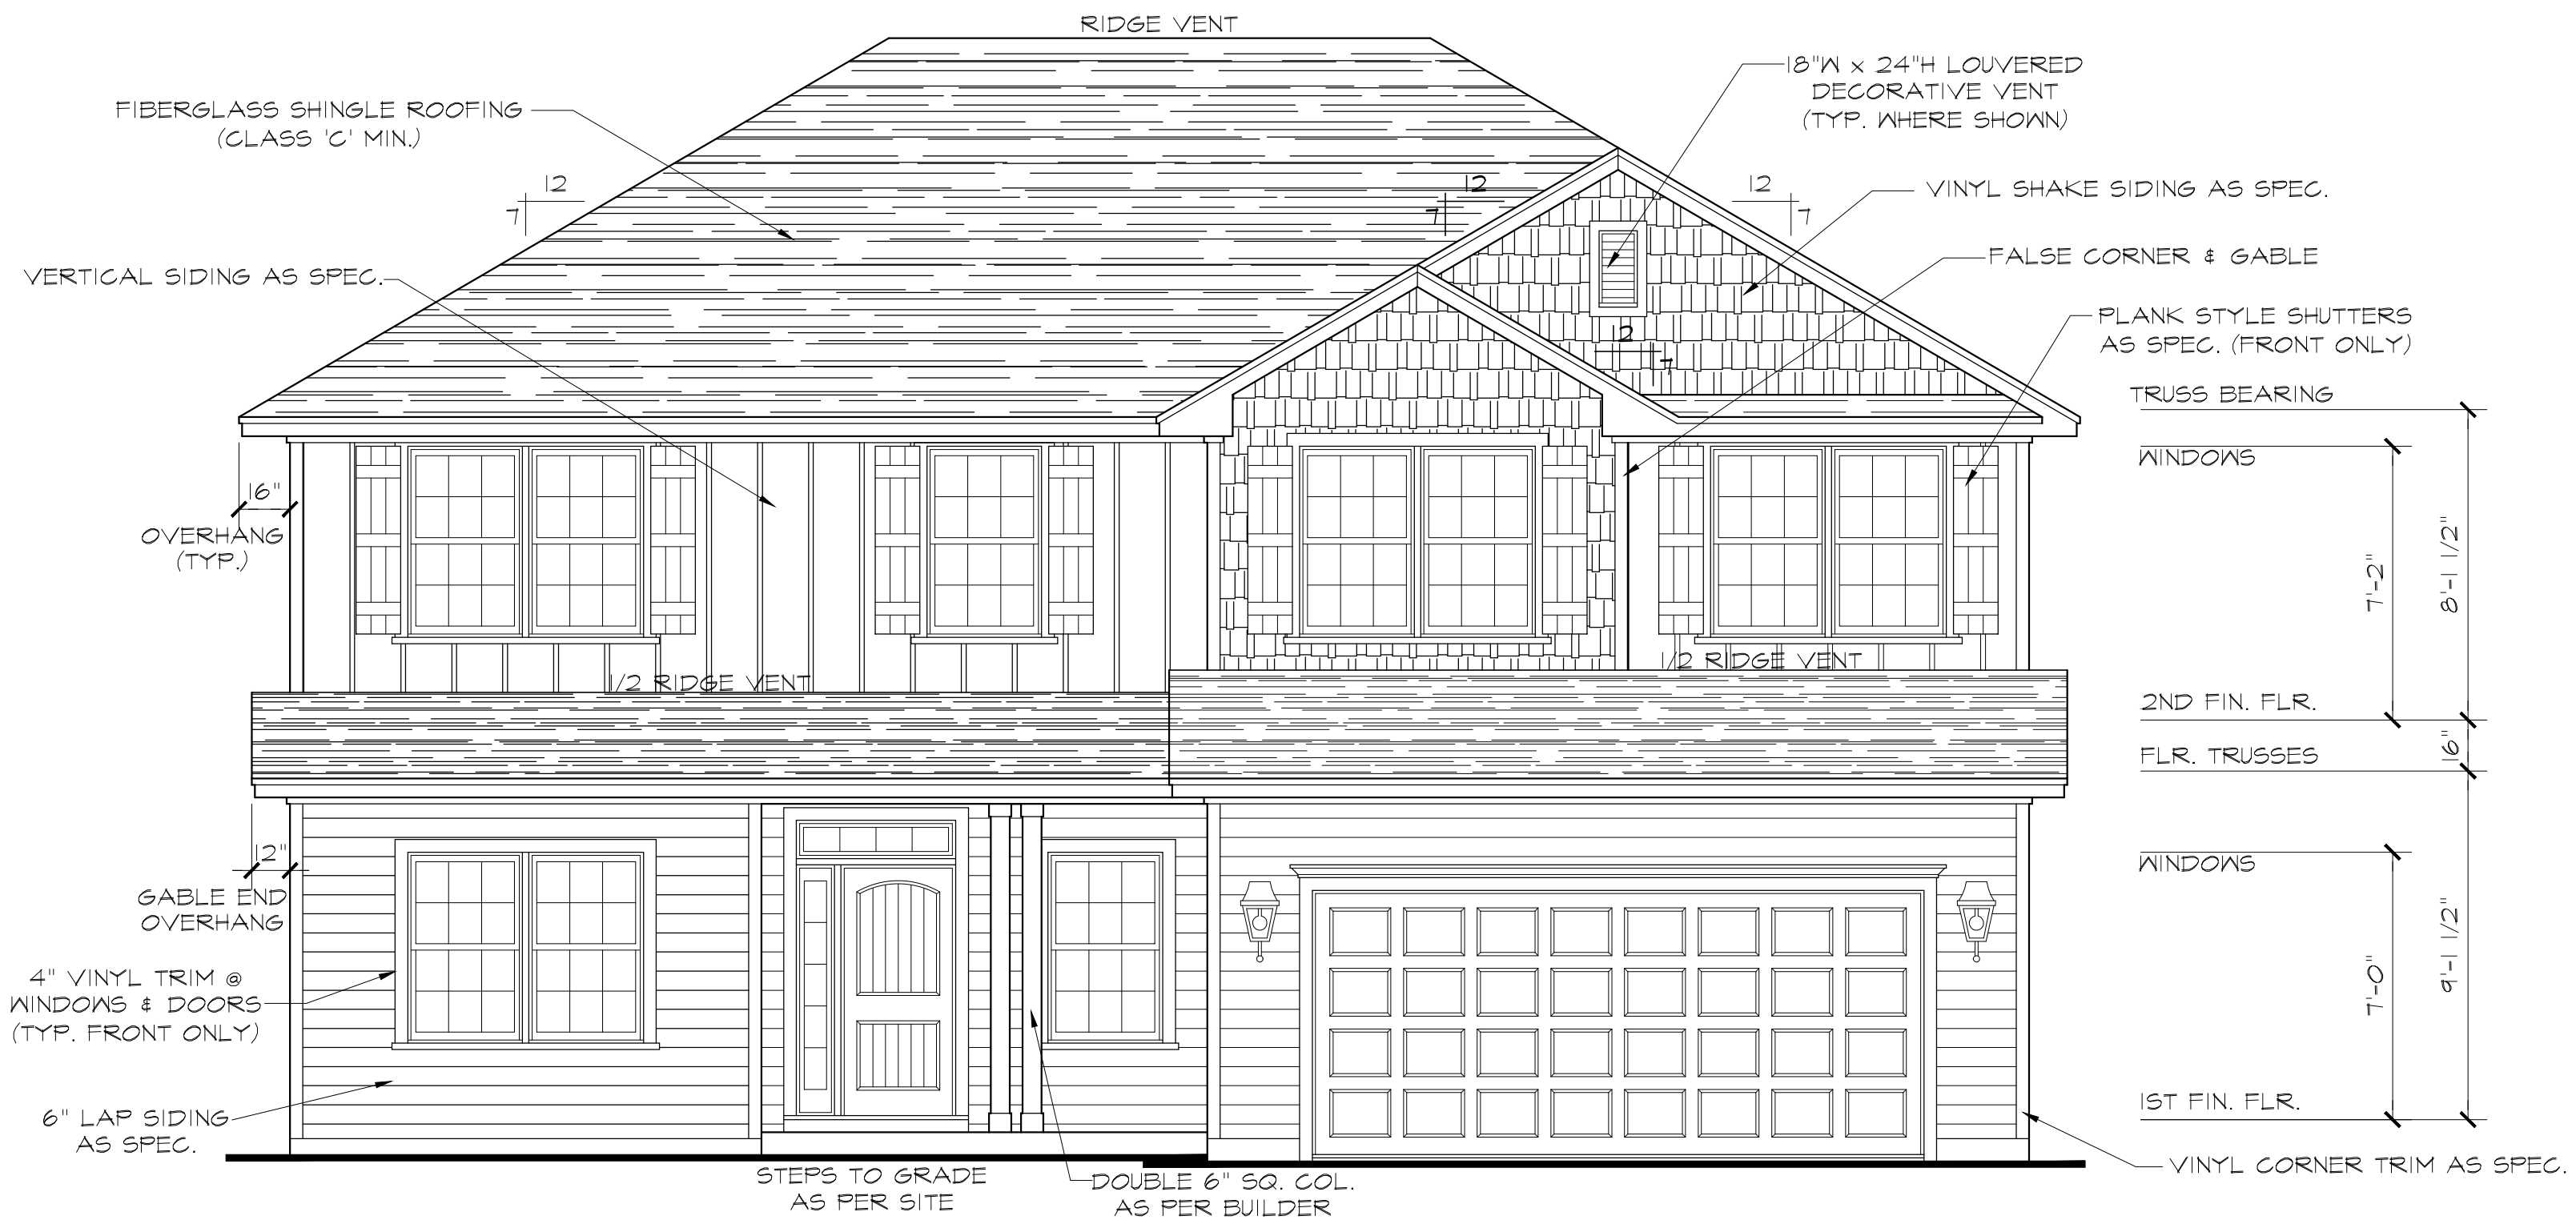 RIDGE VENT
18"W x 24"H LOUVERED
DECORATIVE VENT
(TYP. WHERE SHOWN)
FIBERGLASS SHINGLE ROOFING
(CLASS 'C' MIN.)
12
7
12
7
12
7
VINYL SHAKE SIDING AS SPEC.
FALSE CORNER & GABLE
VERTICAL SIDING AS SPEC.
PLANK STYLE SHUTTERS
AS SPEC. (FRONT ONLY)
12
7
TRUSS BEARING
WINDOWS
16"
OVERHANG
(TYP.)
7'-2"
8'-1 1/2"
1/2 RIDGE VENT
1/2 RIDGE VENT
2ND FIN. FLR.
16"
FLR. TRUSSES
12"
GABLE END
OVERHANG
WINDOWS
7'-0"
9'-1 1/2"
4" VINYL TRIM @
WINDOWS & DOORS
(TYP. FRONT ONLY)
6" LAP SIDING
AS SPEC.
1ST FIN. FLR.
VINYL CORNER TRIM AS SPEC.
STEPS TO GRADE
AS PER SITE
DOUBLE 6" SQ. COL.
AS PER BUILDER